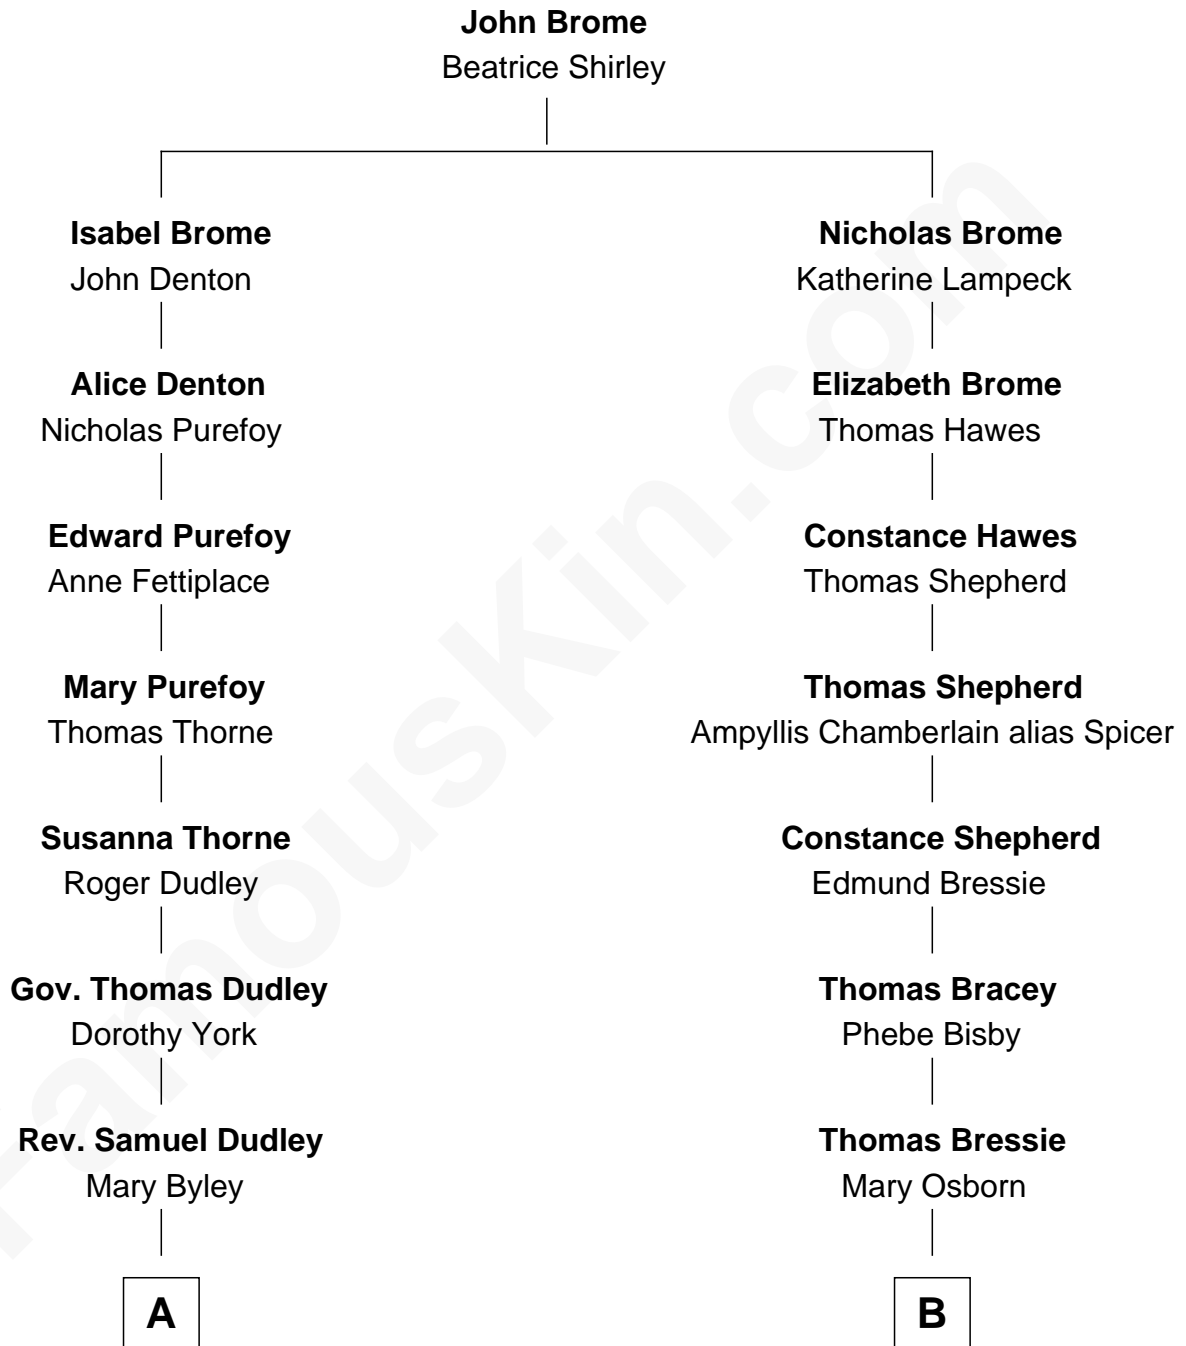 John Brome
Beatrice Shirley
Isabel Brome
John Denton
Nicholas Brome
Katherine Lampeck
Alice Denton
Nicholas Purefoy
Elizabeth Brome
Thomas Hawes
Edward Purefoy
Anne Fettiplace
Constance Hawes
Thomas Shepherd
Mary Purefoy
Thomas Thorne
Thomas Shepherd
Ampyllis Chamberlain alias Spicer
Susanna Thorne
Roger Dudley
Constance Shepherd
Edmund Bressie
Gov. Thomas Dudley
Dorothy York
Thomas Bracey
Phebe Bisby
Rev. Samuel Dudley
Mary Byley
Thomas Bressie
Mary Osborn
A
B
FamousKin.com